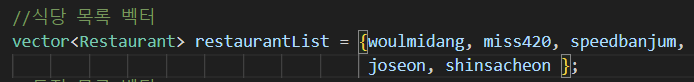 //식당 목록 벡터
vector<Restaurant> restaurantList = {woulmidang, miss420, speedbanjum,
joseon, shinsacheon };